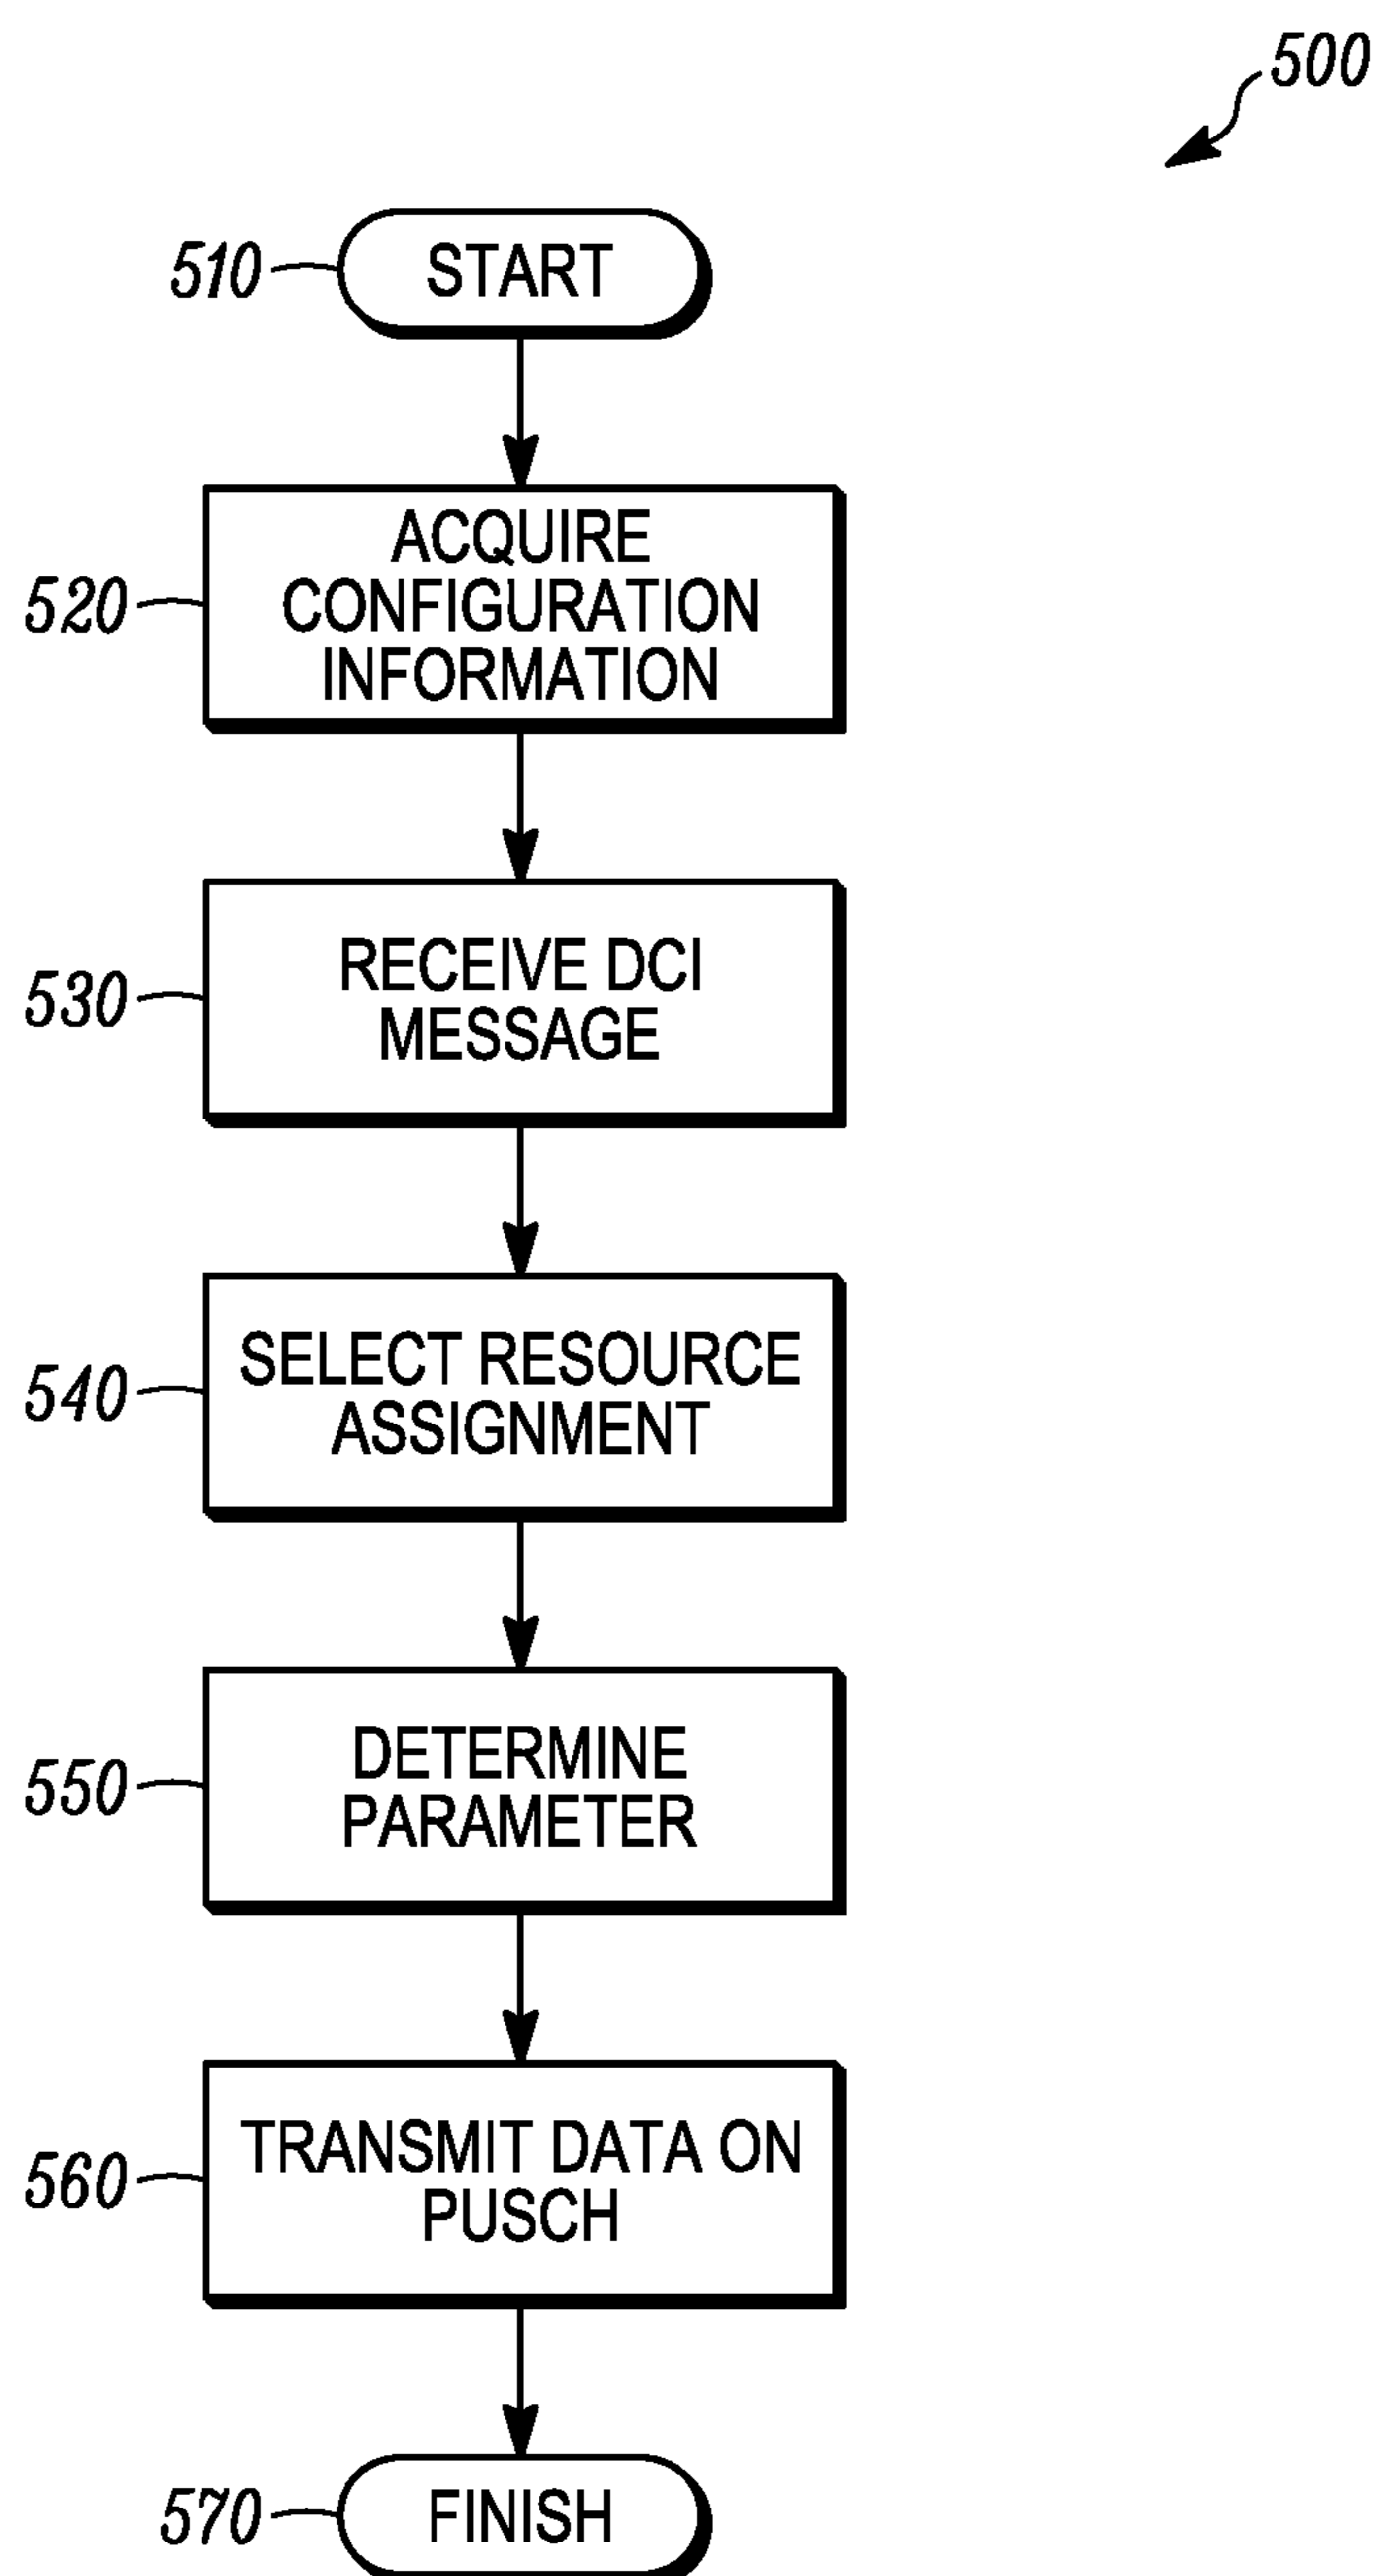 500
510
START
520
ACQUIRE
CONFIGURATION
INFORMATION
530
RECEIVE DCI
MESSAGE
540
SELECT RESOURCE
ASSIGNMENT
550
DETERMINE
PARAMETER
560
TRANSMIT DATA ON
PUSCH
570
FINISH